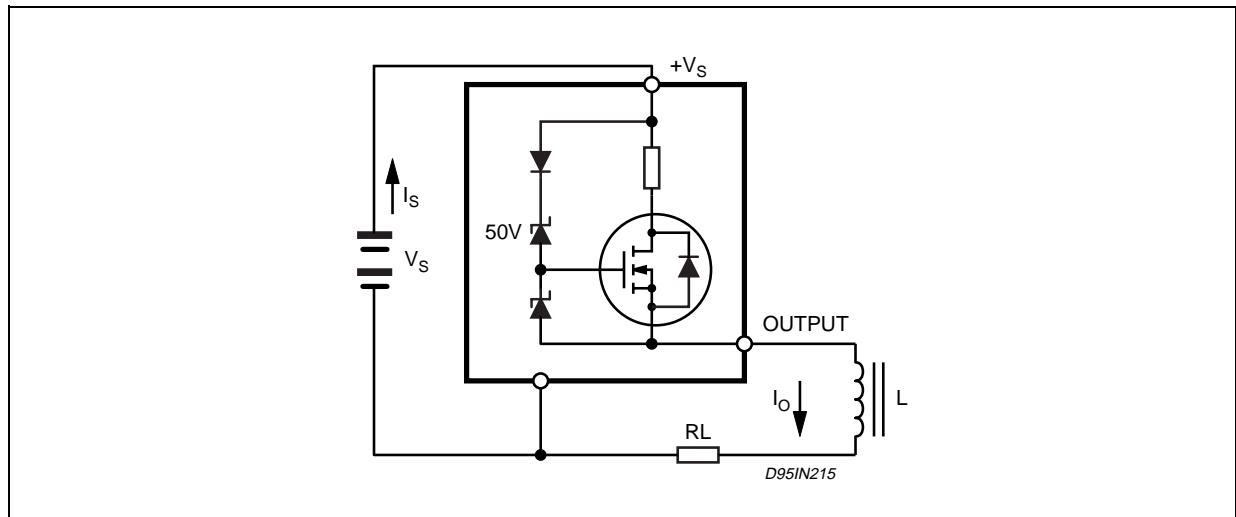 +VS
IS
50V
VS
OUTPUT
IO
L
RL
D95IN215